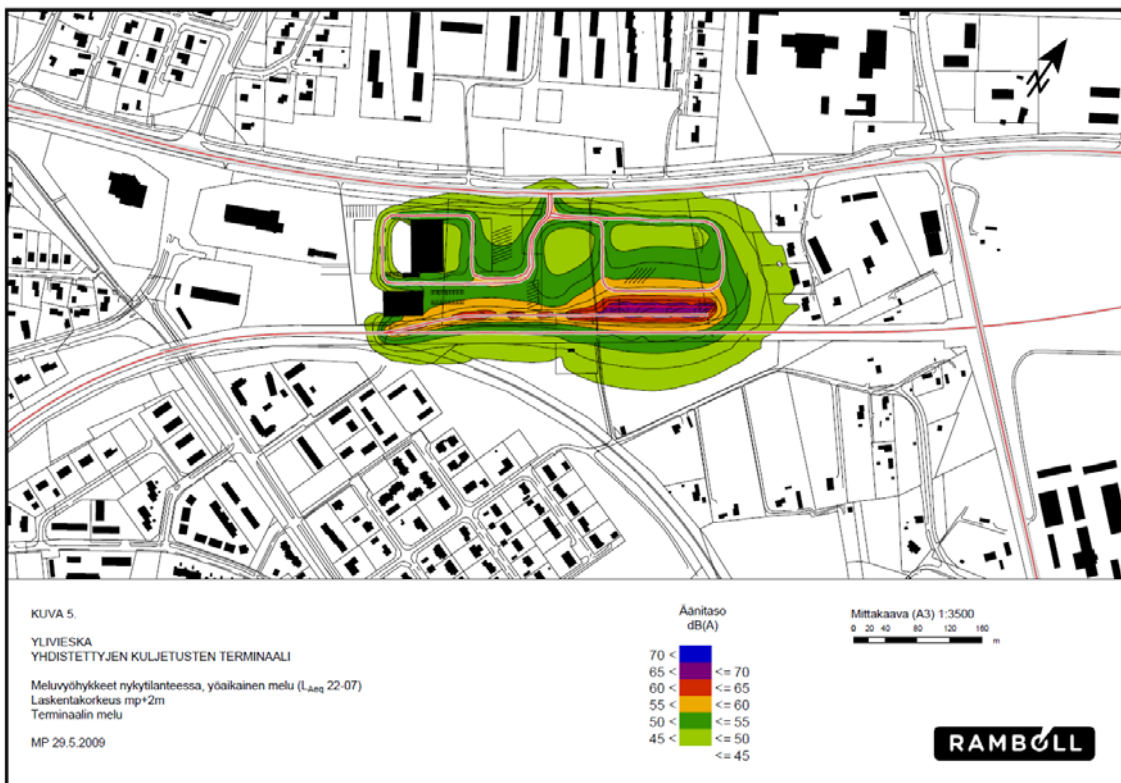 N
KUVA 5.
YLIVIESKA
YHDISTETTYJEN KULJETUSTEN TERMINAALI
Meluvyöhykkeet nykytilanteessa, yöaikainen melu (LAeq 22-07)
Laskentakorkeus mp+2m
Terminaalin melu
MP 29.5.2009
Äänitaso
dB(A)
70 <
65 < <= 70
60 < <= 65
55 < <= 60
50 < <= 55
45 < <= 50
<= 45
Mittakaava (A3) 1:3500
0 20 40 80 120 160
m
RAMBOLL